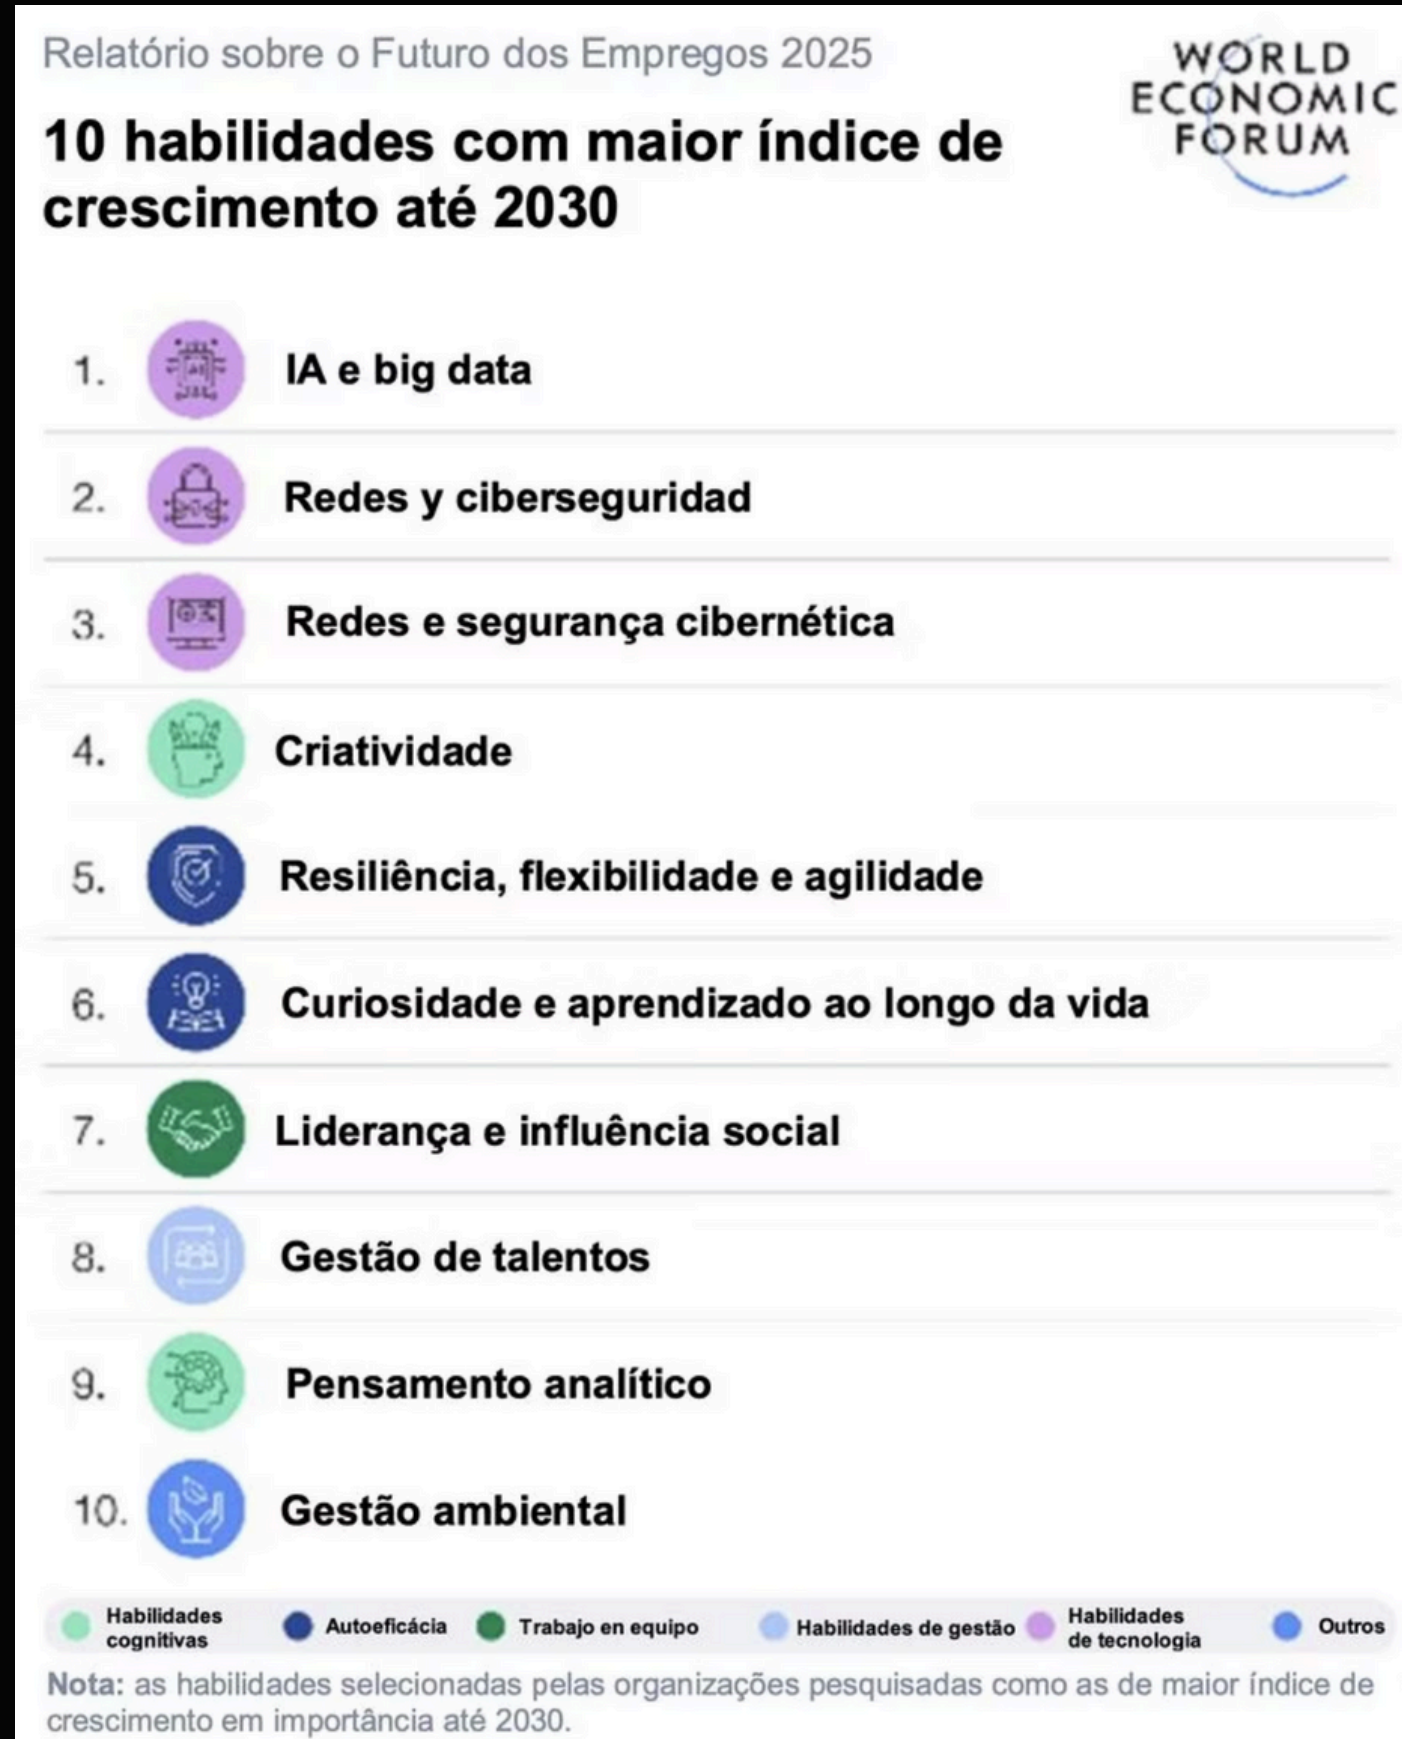 Relatório sobre o Futuro dos Empregos 2025
WORLD
ECONOMIC
FORUM
10 habilidades com maior índice de
crescimento até 2030
1. IA e big data
2. Redes y ciberseguridad
3. Redes e segurança cibernética
4. Criatividade
5. Resiliência, flexibilidade e agilidade
6. Curiosidade e aprendizado ao longo da vida
7. Liderança e influência social
8. Gestão de talentos
9. Pensamento analítico
10. Gestão ambiental
Habilidades
cognitivas
Autoeficácia
Trabajo en equipo
Habilidades de gestão
Habilidades
de tecnologia
Outros
Nota: as habilidades selecionadas pelas organizações pesquisadas como as de maior índice de
crescimento em importância até 2030.